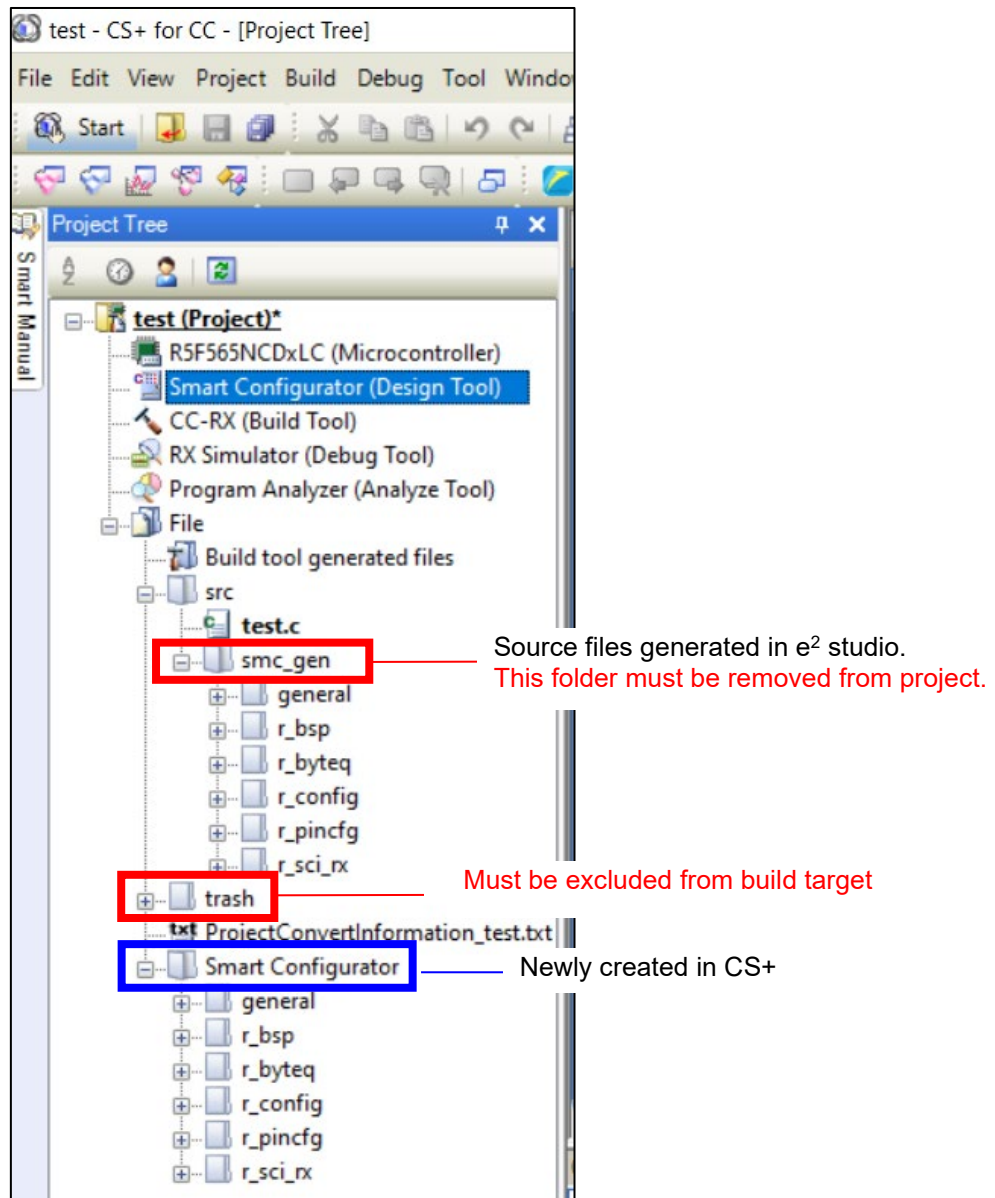 test - CS+ for CC - [Project Tree]
File Edit View Project Build Debug Tool Windo
Start
Project Tree
Smart Manual
test (Project)*
R5F565NCDxLC (Microcontroller)
Smart Configurator (Design Tool)
CC-RX (Build Tool)
RX Simulator (Debug Tool)
Program Analyzer (Analyze Tool)
File
Build tool generated files
src
test.c
smc_gen
Source files generated in e² studio.
This folder must be removed from project.
general
r_bsp
r_byteq
r_config
r_pincfg
r_sci_rx
trash
Must be excluded from build target
ProjectConvertInformation_test.txt
Smart Configurator
Newly created in CS+
general
r_bsp
r_byteq
r_config
r_pincfg
r_sci_rx